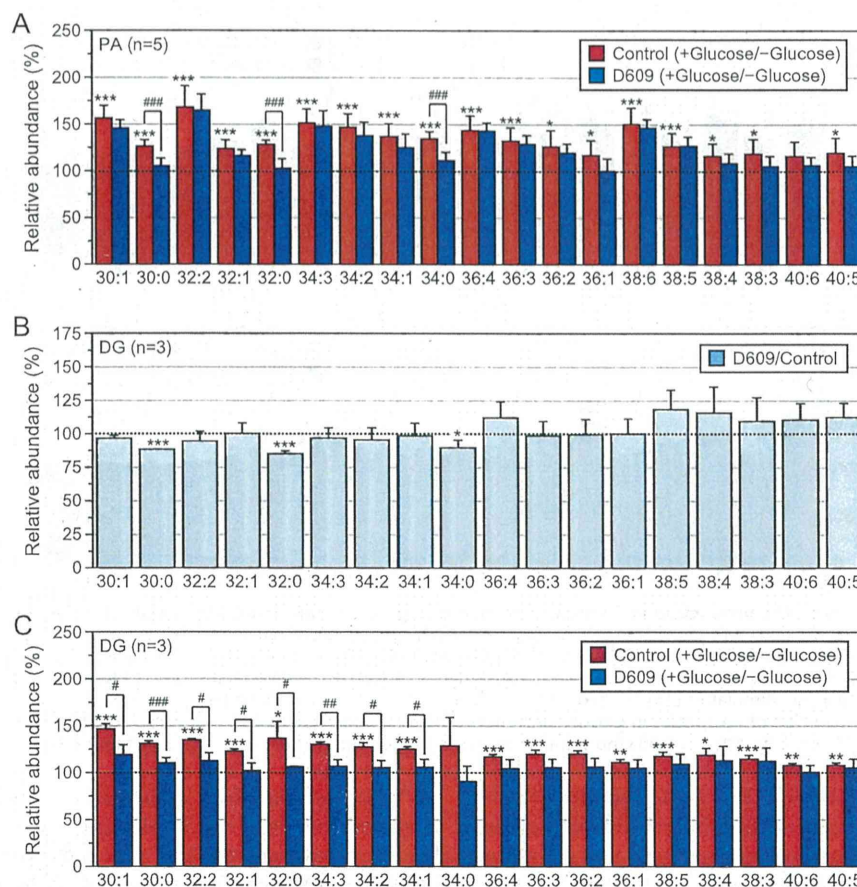 A
PA (n=5)
Control (+Glucose/−Glucose)
D609 (+Glucose/−Glucose)
Relative abundance (%)
250
200
150
100
50
0
*** *** *** *** *** *** *** *** *** *** *** * * *** *** * * *
### ### ###
30:1 30:0 32:2 32:1 32:0 34:3 34:2 34:1 34:0 36:4 36:3 36:2 36:1 38:6 38:5 38:4 38:3 40:6 40:5
B
DG (n=3)
D609/Control
Relative abundance (%)
175
150
125
100
75
50
25
0
*** *** *
30:1 30:0 32:2 32:1 32:0 34:3 34:2 34:1 34:0 36:4 36:3 36:2 36:1 38:5 38:4 38:3 40:6 40:5
C
DG (n=3)
Control (+Glucose/−Glucose)
D609 (+Glucose/−Glucose)
Relative abundance (%)
250
200
150
100
50
0
# ### # # # ## # #
*** *** *** *** * *** *** *** *** *** *** ** *** * *** ** **
30:1 30:0 32:2 32:1 32:0 34:3 34:2 34:1 34:0 36:4 36:3 36:2 36:1 38:5 38:4 38:3 40:6 40:5